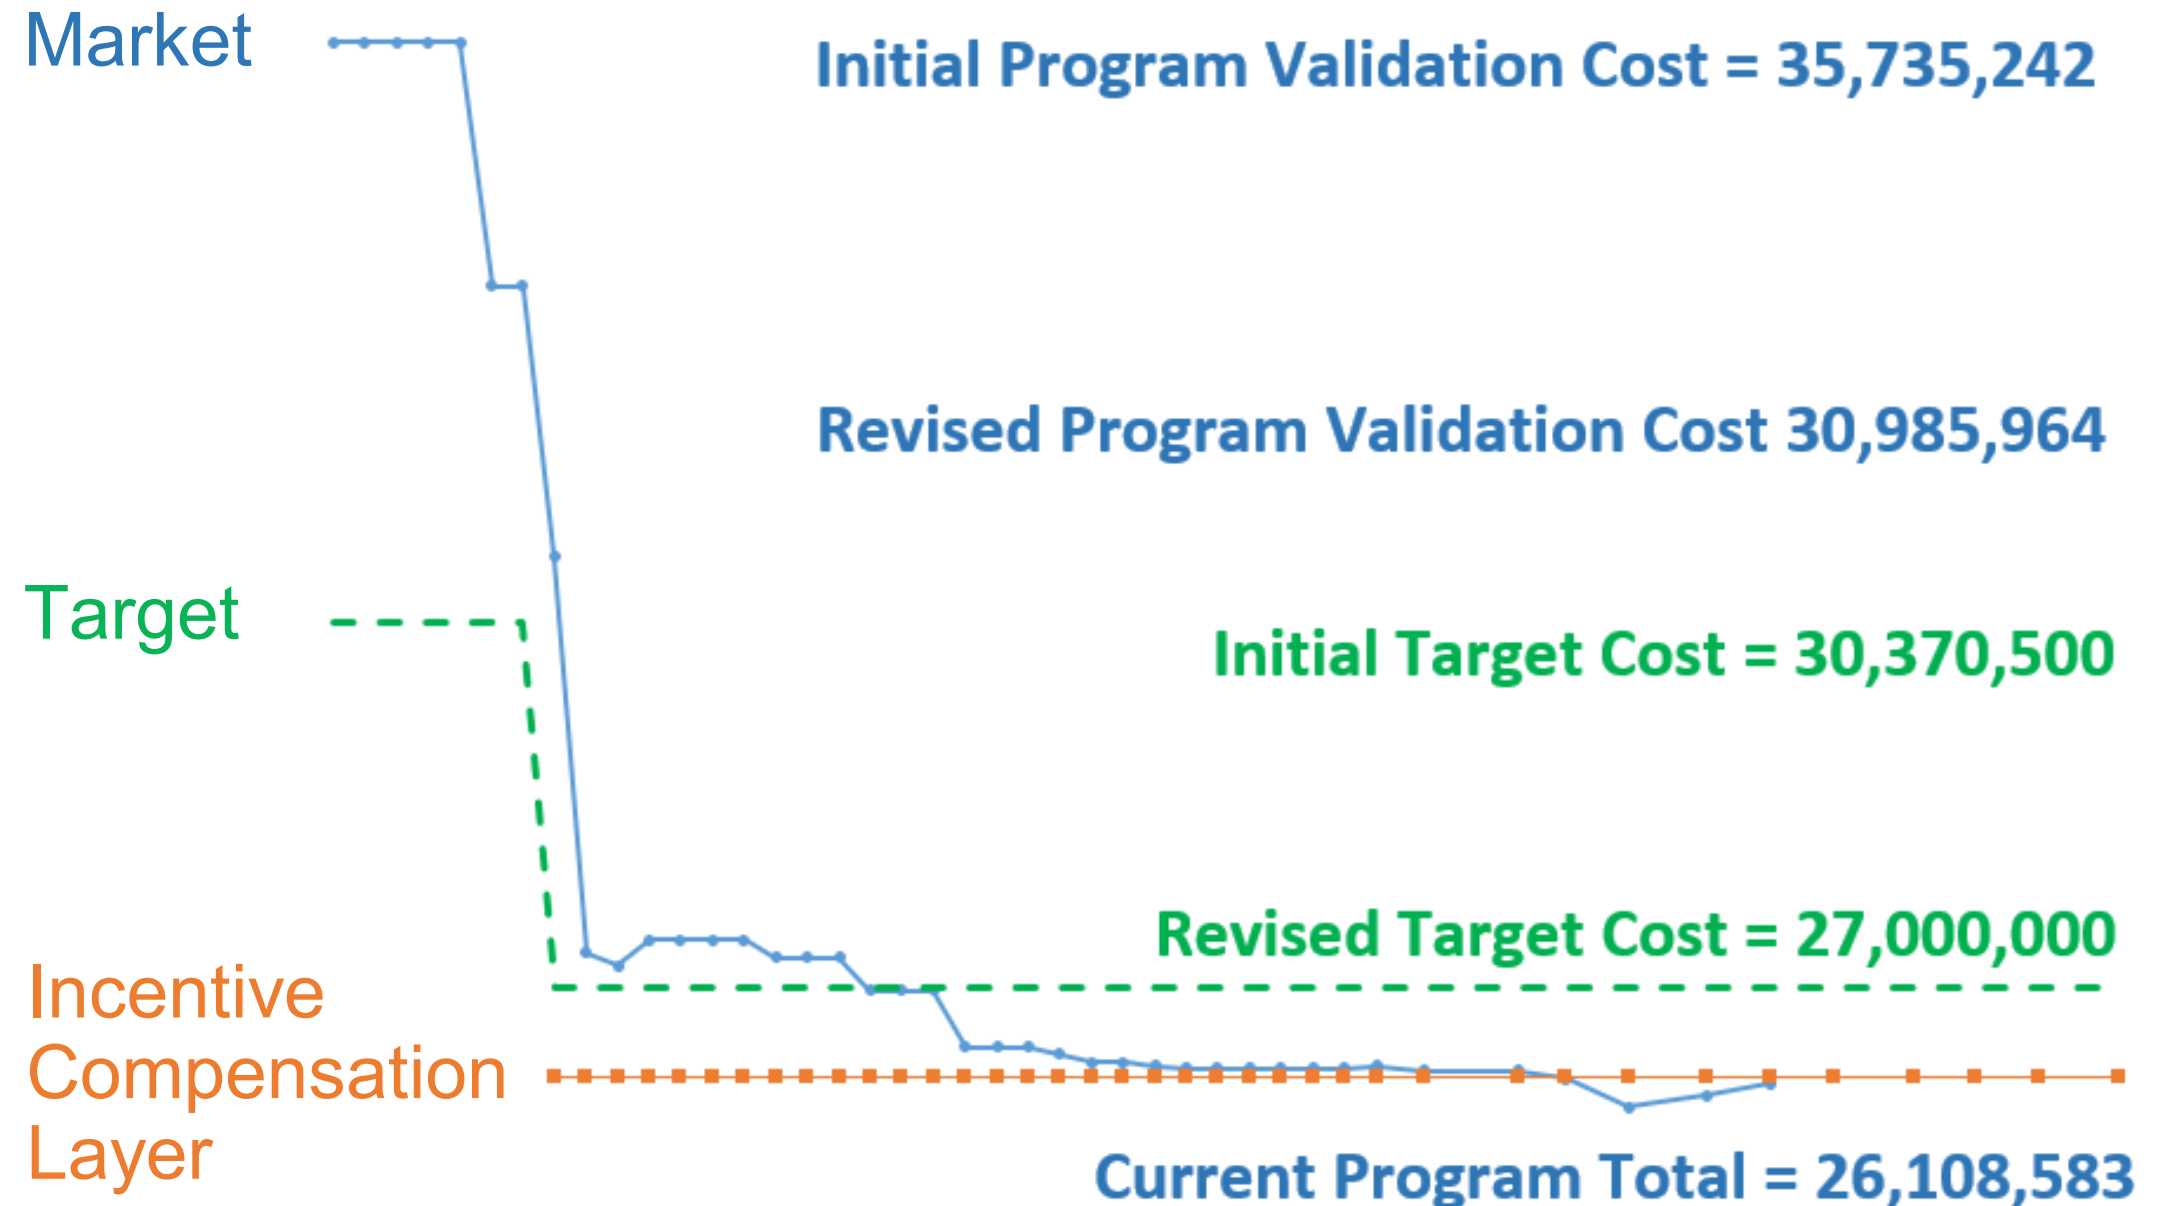 Market
Initial Program Validation Cost = 35,735,242
Revised Program Validation Cost 30,985,964
Target
Initial Target Cost = 30,370,500
Revised Target Cost = 27,000,000
Incentive
Compensation
Layer
Current Program Total = 26,108,583